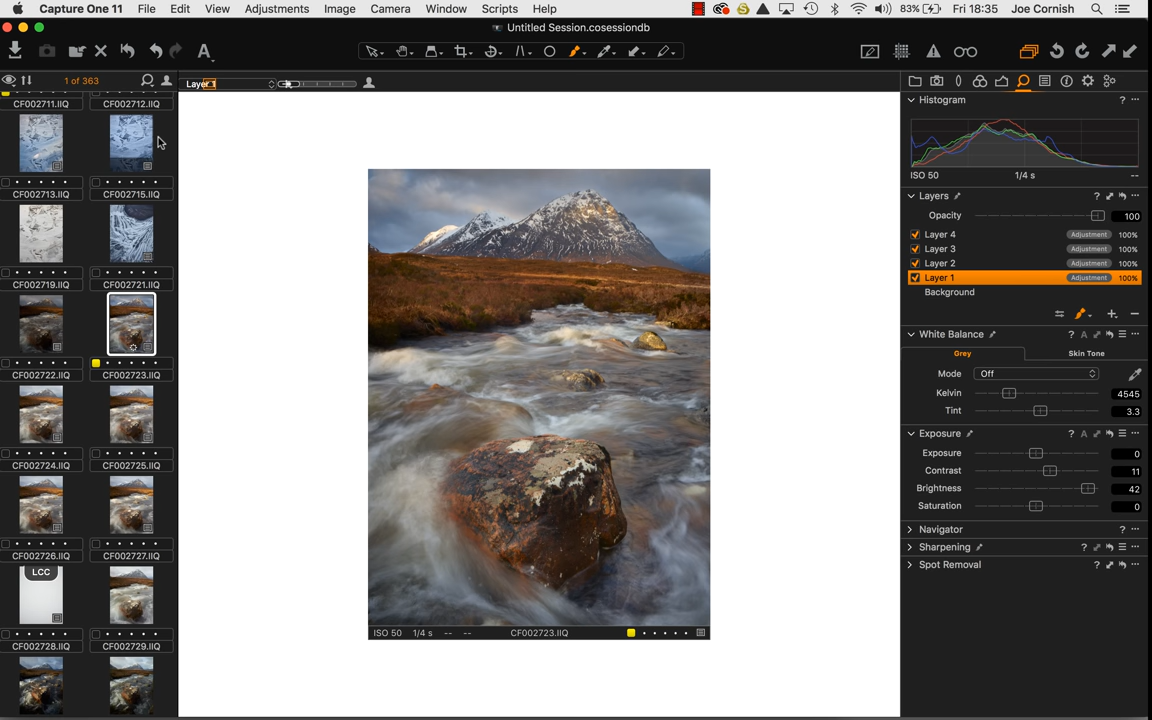 Capture One 11 File Edit View Adjustments Image Camera Window Scripts Help 83% Fri 18:35 Joe Cornish
Untitled Session.cosessiondb
A
1 of 363
Layer 1
CF002711.IIQ CF002712.IIQ
CF002713.IIQ CF002715.IIQ
CF002719.IIQ CF002721.IIQ
CF002722.IIQ CF002723.IIQ
CF002724.IIQ CF002725.IIQ
CF002726.IIQ CF002727.IIQ
LCC
CF002728.IIQ CF002729.IIQ
ISO 50 1/4 s -- -- CF002723.IIQ
Histogram ? ...
ISO 50 1/4 s --
Layers ? ...
Opacity 100
Layer 4 Adjustment 100%
Layer 3 Adjustment 100%
Layer 2 Adjustment 100%
Layer 1 Adjustment 100%
Background
White Balance ? A ...
Grey Skin Tone
Mode Off
Kelvin 4545
Tint 3.3
Exposure ? A ...
Exposure 0
Contrast 11
Brightness 42
Saturation 0
Navigator ? ...
Sharpening ? ...
Spot Removal ? ...